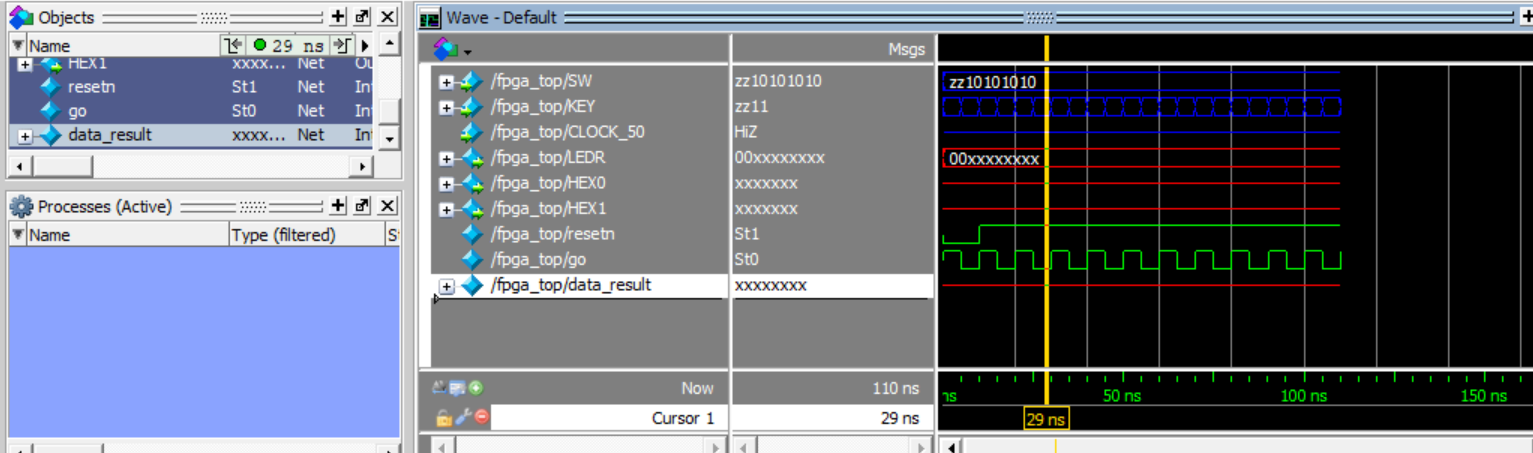 Objects
Name 29 ns
HEX1 xxxx... Net Ou
resetn St1 Net In
go St0 Net In
data_result xxxx... Net In
Processes (Active)
Name Type (filtered) S
Wave - Default
Msgs
/fpga_top/SW zz10101010 zz10101010
/fpga_top/KEY zz11
/fpga_top/CLOCK_50 HiZ
/fpga_top/LEDR 00xxxxxxxx 00xxxxxxxx
/fpga_top/HEX0 xxxxxxx
/fpga_top/HEX1 xxxxxxx
/fpga_top/resetn St1
/fpga_top/go St0
/fpga_top/data_result xxxxxxxx
Now 110 ns ns 50 ns 100 ns 150 ns
Cursor 1 29 ns 29 ns